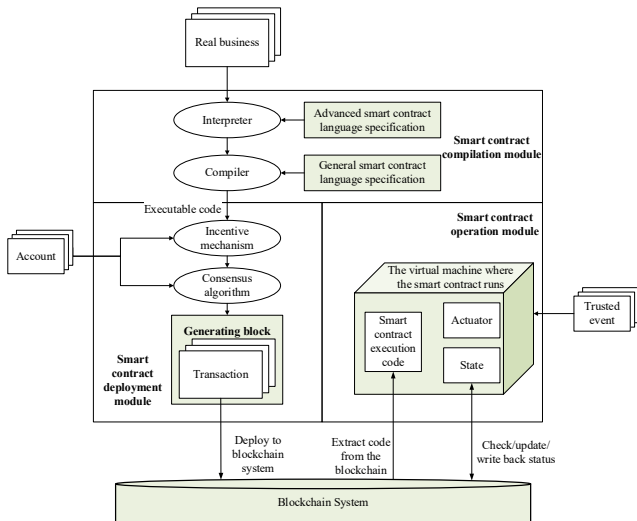 Real business
Interpreter
Advanced smart contract
language specification
Smart contract
compilation module
Compiler
General smart contract
language specification
Executable code
Smart contract
operation module
Account
Incentive
mechanism
Consensus
algorithm
The virtual machine where
the smart contract runs
Smart
contract
execution
code
Actuator
State
Trusted
event
Generating block
Transaction
Smart
contract
deployment
module
Deploy to
blockchain
system
Extract code
from the
blockchain
Check/update/
write back status
Blockchain System